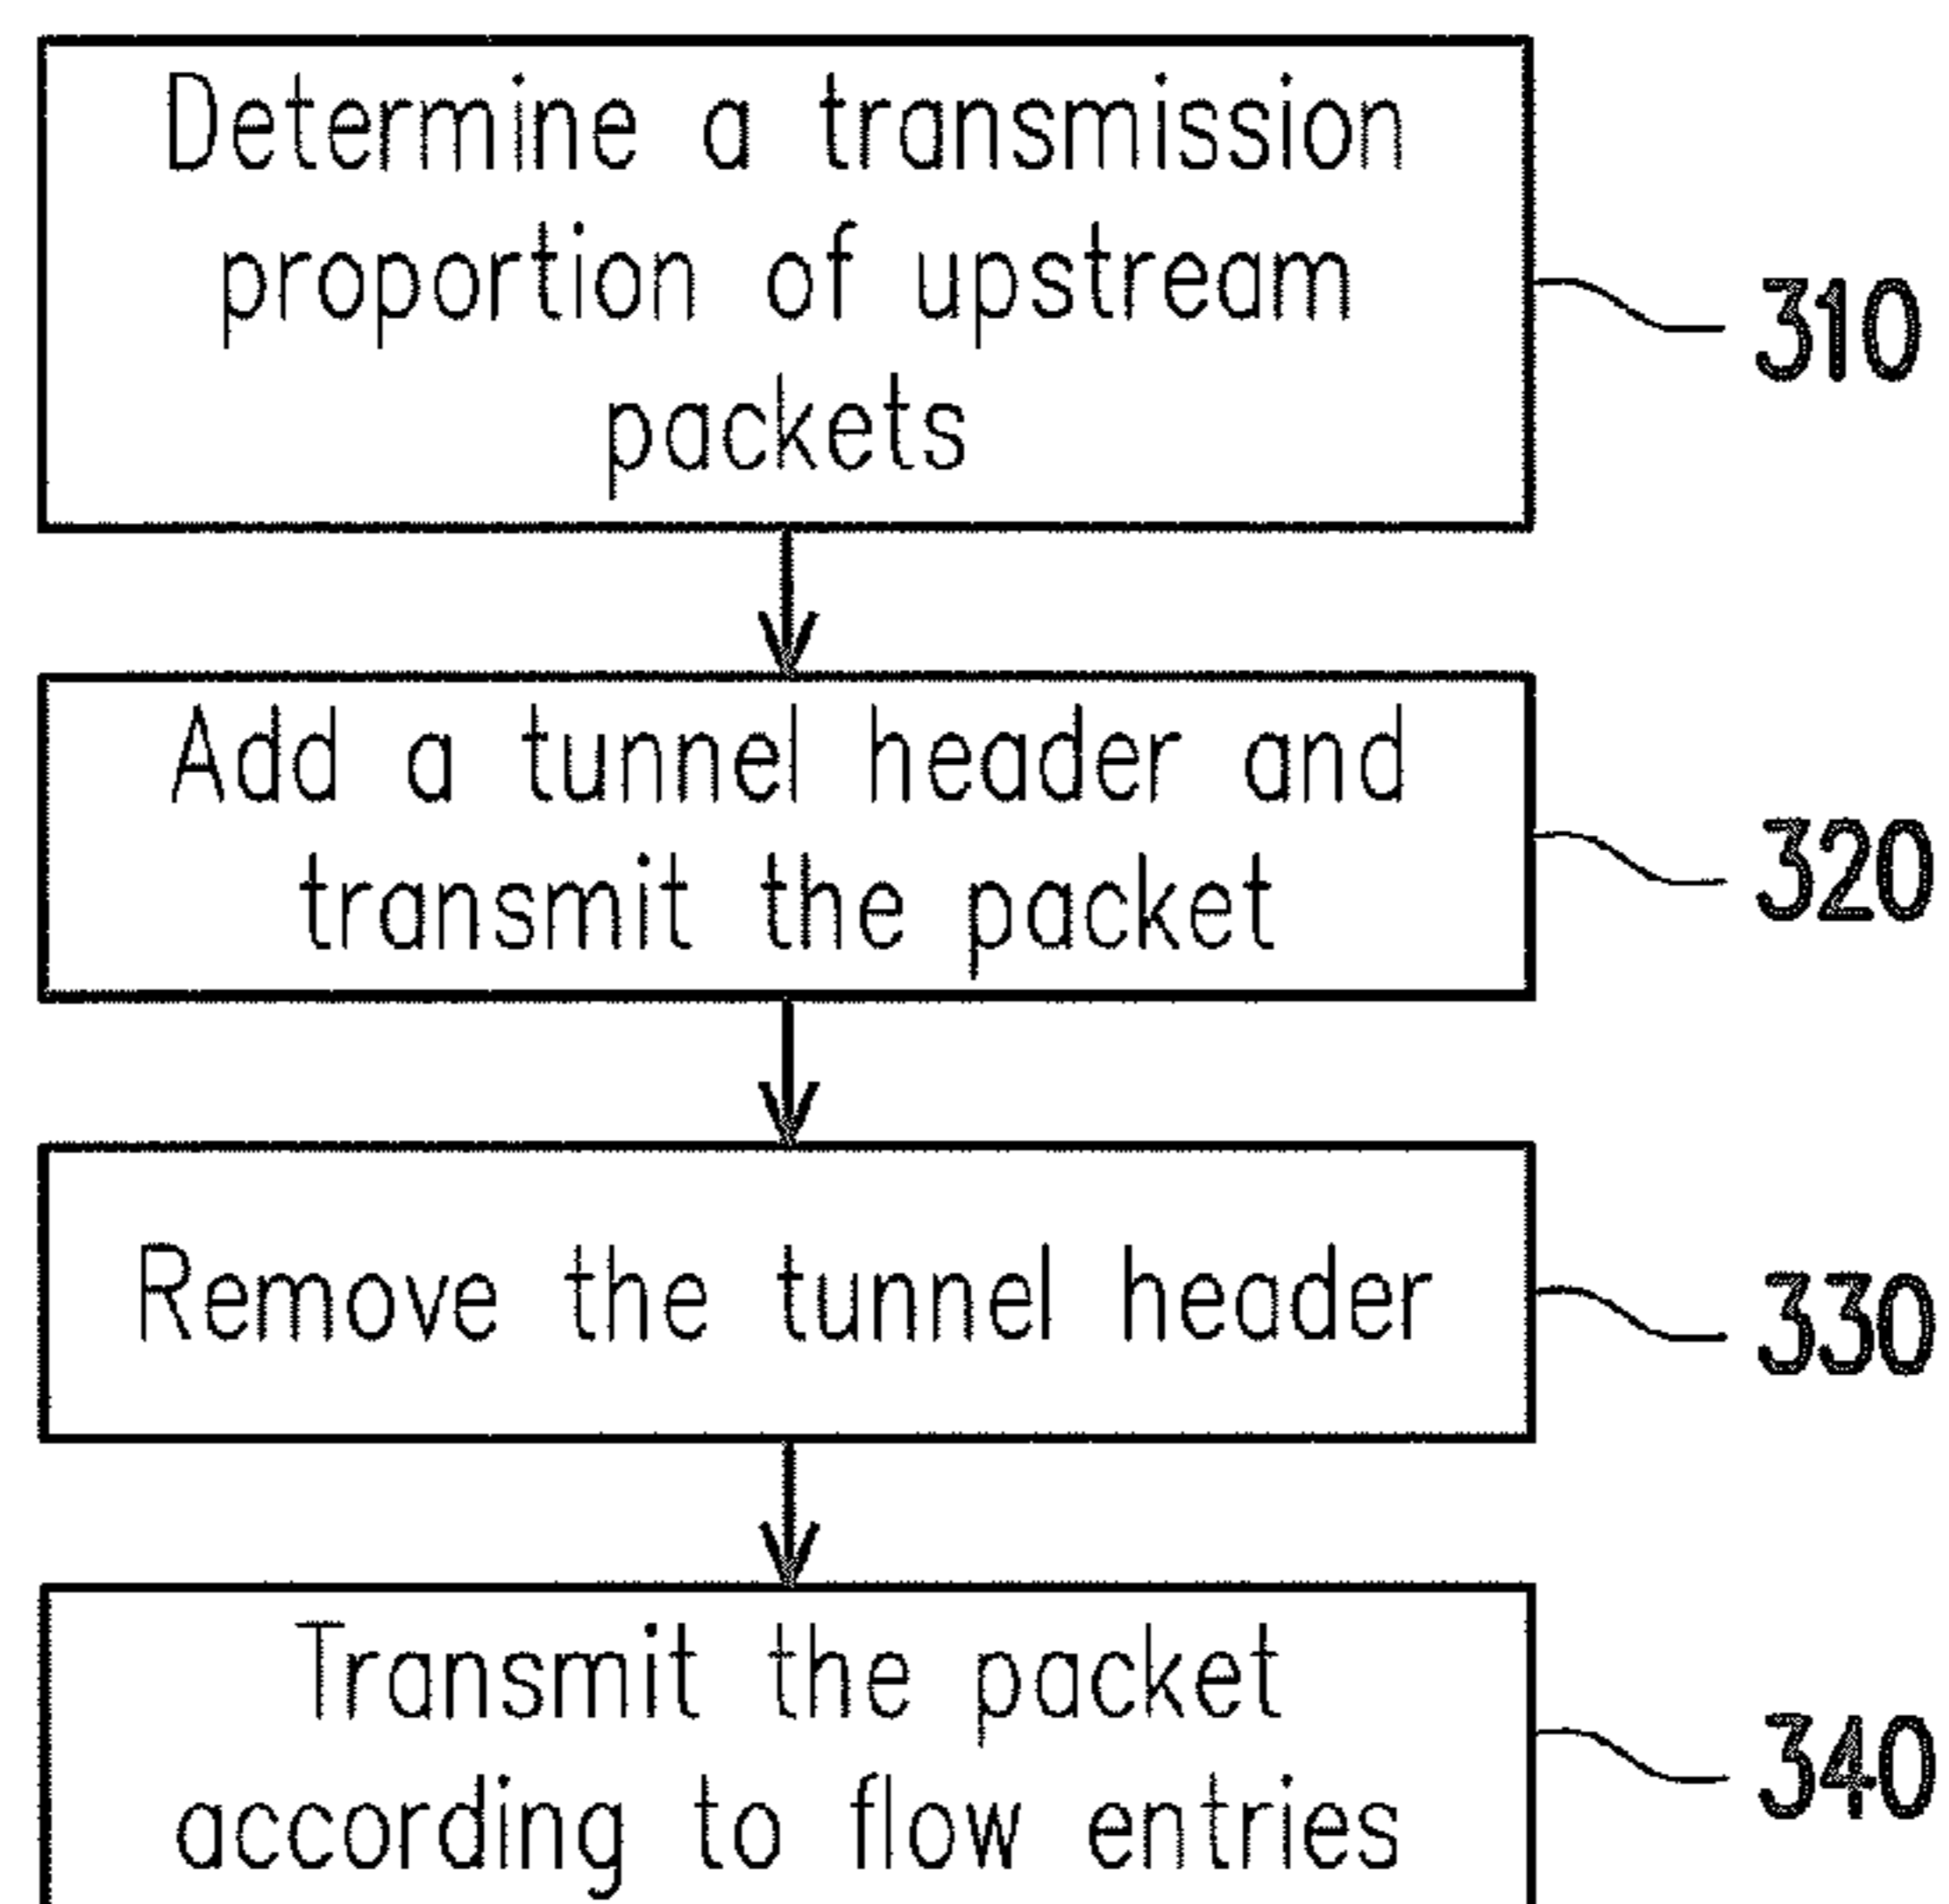 Determine a transmission
proportion of upstream
packets
310
Add a tunnel header and
transmit the packet
320
Remove the tunnel header
330
Transmit the packet
according to flow entries
340